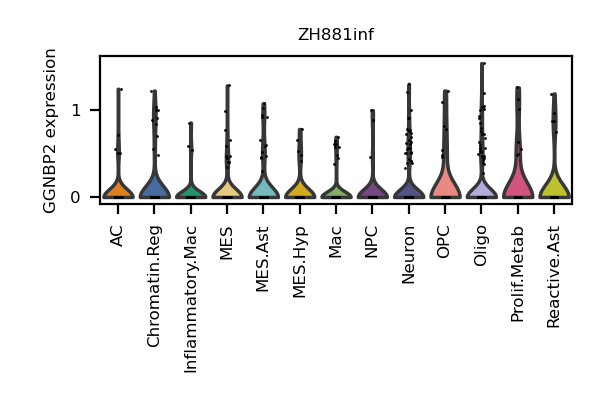 ZH881inf
GGNBP2 expression
1
0
AC
Chromatin.Reg
Inflammatory.Mac
MES
MES.Ast
MES.Hyp
Mac
NPC
Neuron
OPC
Oligo
Prolif.Metab
Reactive.Ast